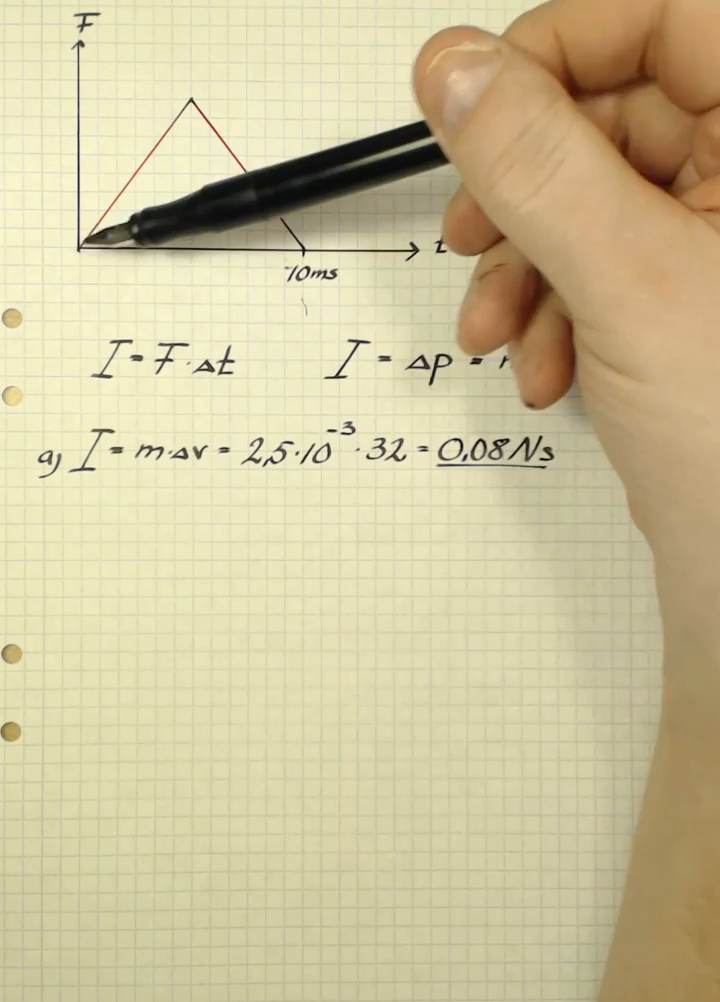 F
t
10ms
I = F·Δt I = Δp =
a) I = m·Δv = 2,5·10⁻³·32 = 0,08 Ns